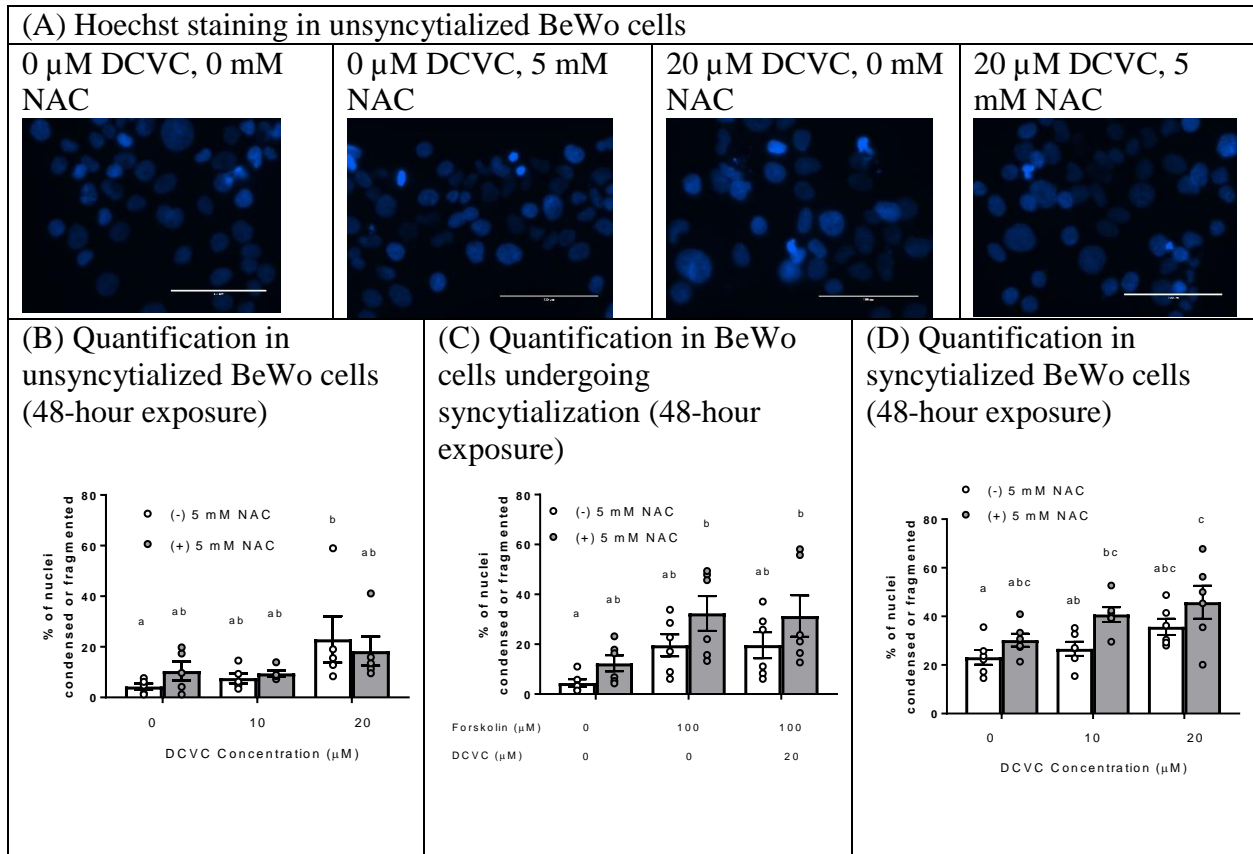 (A) Hoechst staining in unsyncytialized BeWo cells
0 µM DCVC, 0 mM
NAC
0 µM DCVC, 5 mM
NAC
20 µM DCVC, 0 mM
NAC
20 µM DCVC, 5
mM NAC
(B) Quantification in
unsyncytialized BeWo cells
(48-hour exposure)
% of nuclei
condensed or fragmented
80
60
40
20
0
(-) 5 mM NAC
(+) 5 mM NAC
a
ab
ab
ab
b
ab
0
10
20
DCVC Concentration (µM)
(C) Quantification in BeWo
cells undergoing
syncytialization (48-hour
exposure)
% of nuclei
condensed or fragmented
80
60
40
20
0
(-) 5 mM NAC
(+) 5 mM NAC
a
ab
ab
b
ab
b
Forskolin (µM)
0
100
100
DCVC (µM)
0
0
20
(D) Quantification in
syncytialized BeWo cells
(48-hour exposure)
% of nuclei
condensed or fragmented
80
60
40
20
0
(-) 5 mM NAC
(+) 5 mM NAC
a
abc
ab
bc
abc
c
0
10
20
DCVC Concentration (µM)